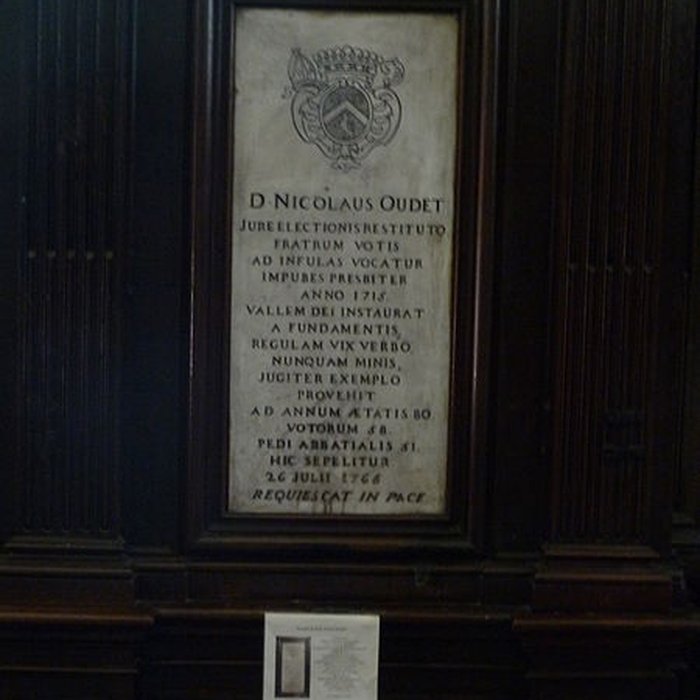 D·NICOLAUS OUDET
JURE ELECTIONIS RESTITUTO
FRATRUM VOTIS
AD INFULAS VOCATUR
IMPUBES PRESBITER
ANNO 1715.
VALLEM DEI INSTAURAT
A FUNDAMENTIS,
REGULAM VIX VERBO,
NUNQUAM MINIS,
JUGITER EXEMPLO
PROVEHIT
AD ANNUM ÆTATIS 80.
VOTORUM 58.
PEDI ABBATIALIS 51.
HIC SEPELITUR
26 JULII 1766
REQUIESCAT IN PACE